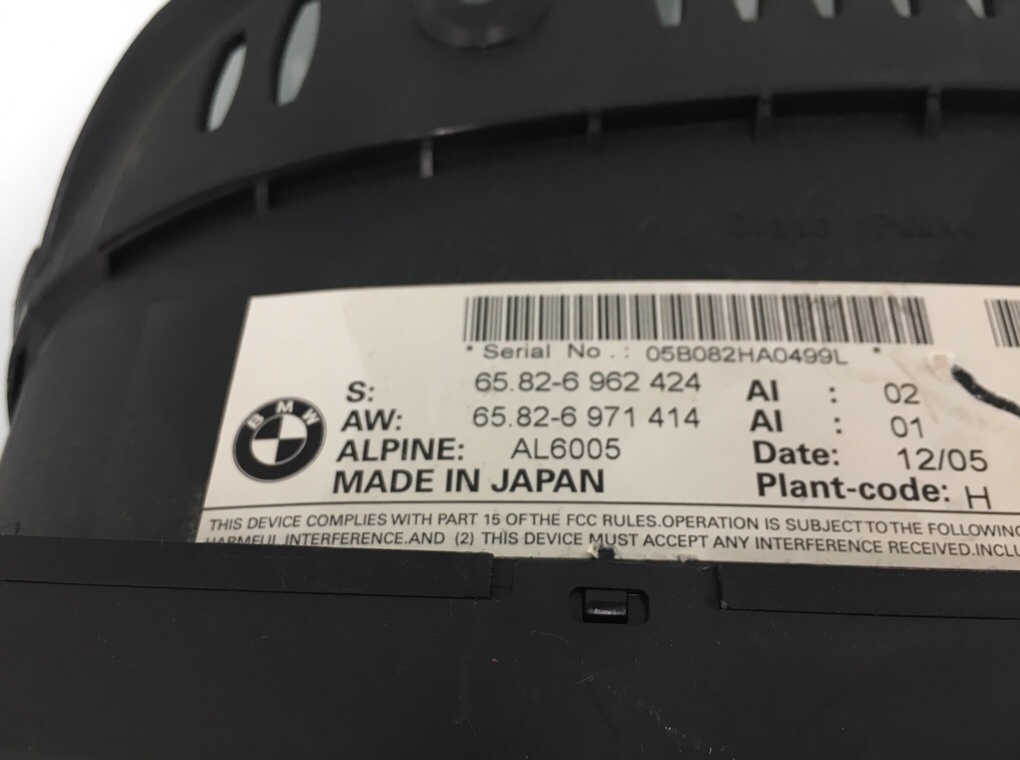 * Serial No.: 05B082HA0499L *
S: 65.82-6 962 424 AI : 02
AW: 65.82-6 971 414 AI : 01
BMW
ALPINE: AL6005 Date: 12/05
MADE IN JAPAN Plant-code: H
THIS DEVICE COMPLIES WITH PART 15 OF THE FCC RULES.OPERATION IS SUBJECT TO THE FOLLOWING
HARMFUL INTERFERENCE.AND (2) THIS DEVICE MUST ACCEPT ANY INTERFERENCE RECEIVED.INCLU